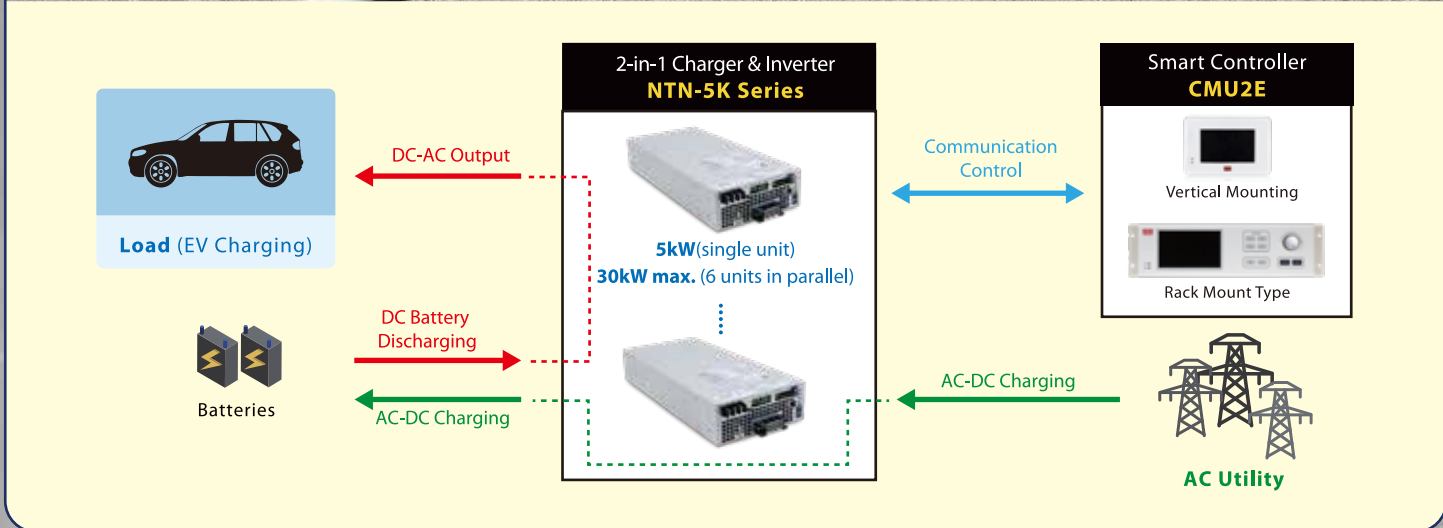 2-in-1 Charger & Inverter
NTN-5K Series
Smart Controller
CMU2E
DC-AC Output
Communication
Control
Vertical Mounting
Load (EV Charging)
5kW(single unit)
30kW max. (6 units in parallel)
Rack Mount Type
DC Battery
Discharging
AC-DC Charging
Batteries
AC-DC Charging
AC Utility